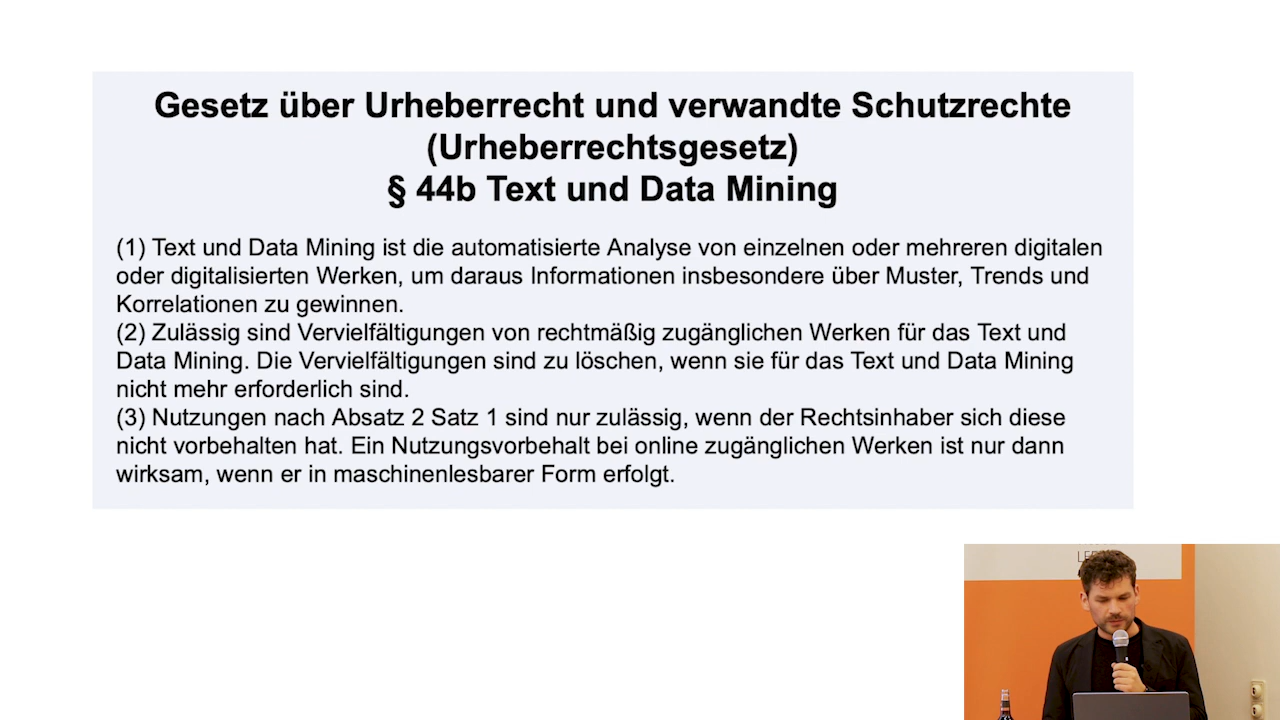 Gesetz über Urheberrecht und verwandte Schutzrechte
(Urheberrechtsgesetz)
§ 44b Text und Data Mining
(1) Text und Data Mining ist die automatisierte Analyse von einzelnen oder mehreren digitalen
oder digitalisierten Werken, um daraus Informationen insbesondere über Muster, Trends und
Korrelationen zu gewinnen.
(2) Zulässig sind Vervielfältigungen von rechtmäßig zugänglichen Werken für das Text und
Data Mining. Die Vervielfältigungen sind zu löschen, wenn sie für das Text und Data Mining
nicht mehr erforderlich sind.
(3) Nutzungen nach Absatz 2 Satz 1 sind nur zulässig, wenn der Rechtsinhaber sich diese
nicht vorbehalten hat. Ein Nutzungsvorbehalt bei online zugänglichen Werken ist nur dann
wirksam, wenn er in maschinenlesbarer Form erfolgt.